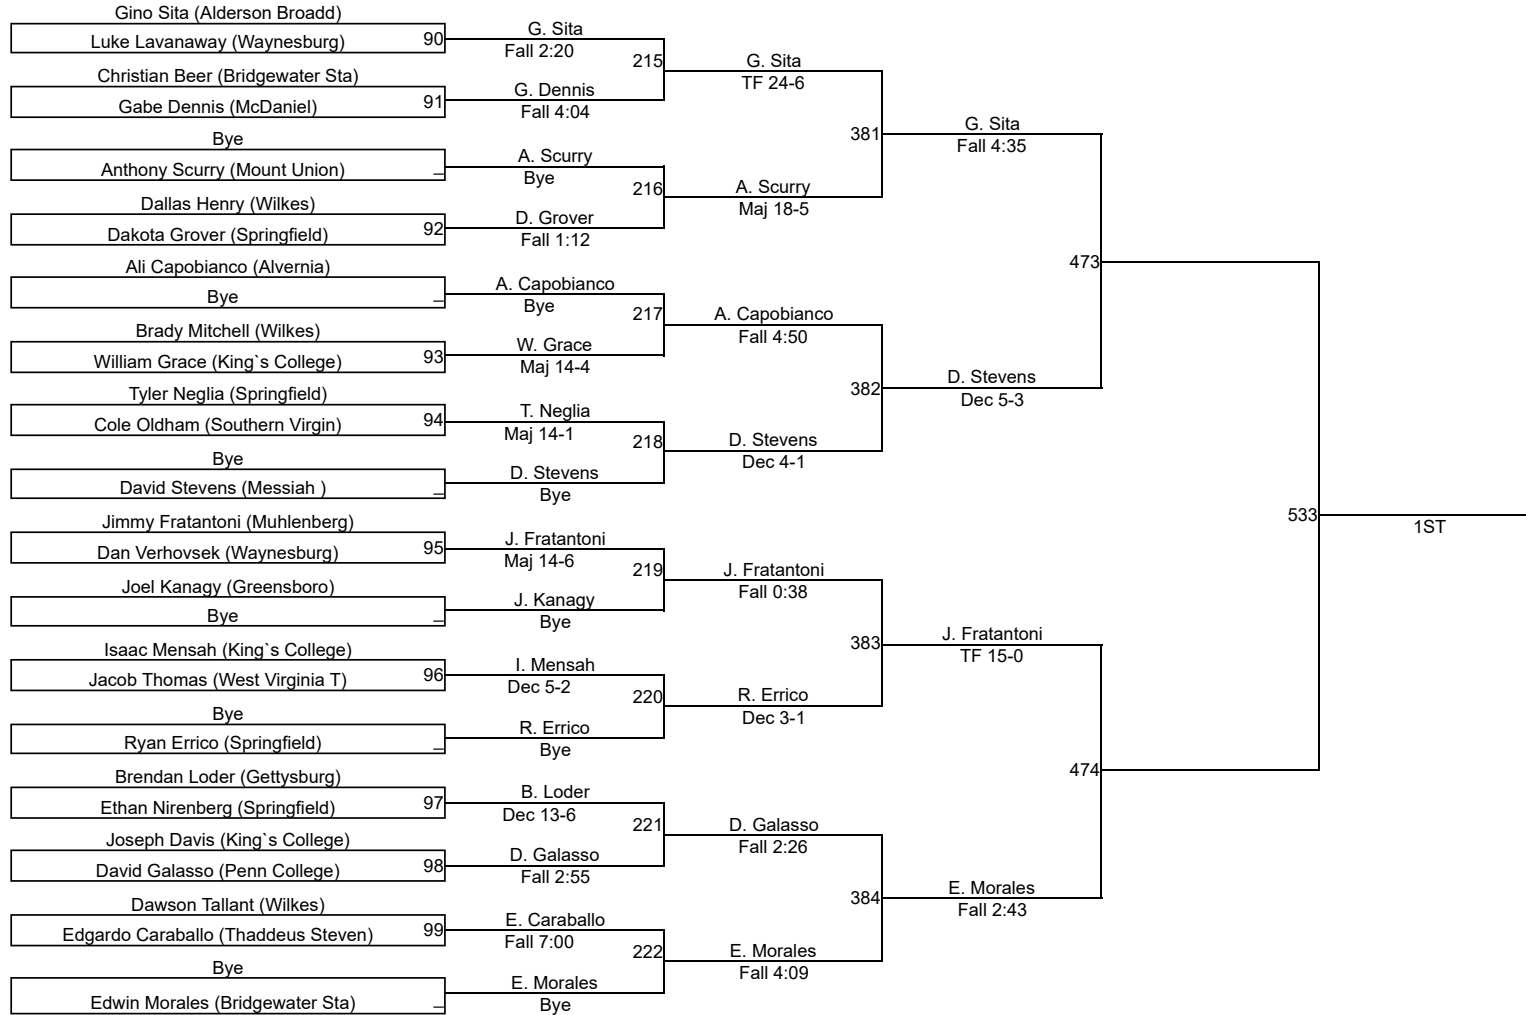 Gino Sita (Alderson Broadd)
Luke Lavanaway (Waynesburg)
90
Christian Beer (Bridgewater Sta)
Gabe Dennis (McDaniel)
91
Bye
Anthony Scurry (Mount Union)
_
Dallas Henry (Wilkes)
Dakota Grover (Springfield)
92
Ali Capobianco (Alvernia)
Bye
_
Brady Mitchell (Wilkes)
William Grace (King`s College)
93
Tyler Neglia (Springfield)
Cole Oldham (Southern Virgin)
94
Bye
David Stevens (Messiah )
_
Jimmy Fratantoni (Muhlenberg)
Dan Verhovsek (Waynesburg)
95
Joel Kanagy (Greensboro)
Bye
_
Isaac Mensah (King`s College)
Jacob Thomas (West Virginia T)
96
Bye
Ryan Errico (Springfield)
_
Brendan Loder (Gettysburg)
Ethan Nirenberg (Springfield)
97
Joseph Davis (King`s College)
David Galasso (Penn College)
98
Dawson Tallant (Wilkes)
Edgardo Caraballo (Thaddeus Steven)
99
Bye
Edwin Morales (Bridgewater Sta)
_
G. Sita
Fall 2:20
215
G. Dennis
Fall 4:04
A. Scurry
Bye
216
D. Grover
Fall 1:12
A. Capobianco
Bye
217
W. Grace
Maj 14-4
T. Neglia
Maj 14-1
218
D. Stevens
Bye
J. Fratantoni
Maj 14-6
219
J. Kanagy
Bye
I. Mensah
Dec 5-2
220
R. Errico
Bye
B. Loder
Dec 13-6
221
D. Galasso
Fall 2:55
E. Caraballo
Fall 7:00
222
E. Morales
Bye
G. Sita
TF 24-6
381
A. Scurry
Maj 18-5
A. Capobianco
Fall 4:50
382
D. Stevens
Dec 4-1
J. Fratantoni
Fall 0:38
383
R. Errico
Dec 3-1
D. Galasso
Fall 2:26
384
E. Morales
Fall 4:09
G. Sita
Fall 4:35
473
D. Stevens
Dec 5-3
J. Fratantoni
TF 15-0
474
E. Morales
Fall 2:43
533
1ST